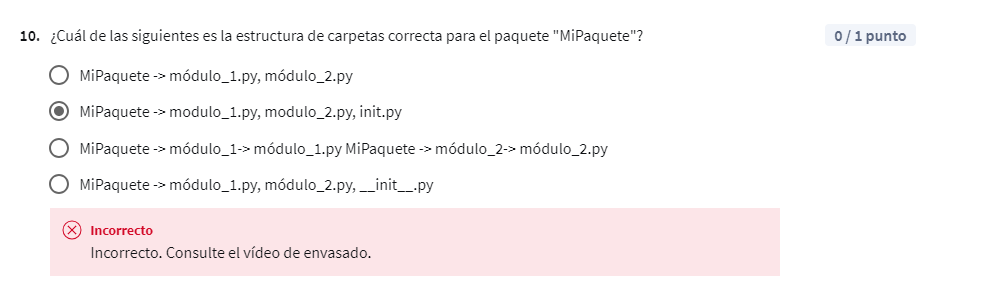 10. ¿Cuál de las siguientes es la estructura de carpetas correcta para el paquete "MiPaquete"? 0 / 1 punto
MiPaquete -> módulo_1.py, módulo_2.py
MiPaquete -> modulo_1.py, modulo_2.py, init.py
MiPaquete -> módulo_1-> módulo_1.py MiPaquete -> módulo_2-> módulo_2.py
MiPaquete -> módulo_1.py, módulo_2.py, __init__.py
Incorrecto
Incorrecto. Consulte el vídeo de envasado.